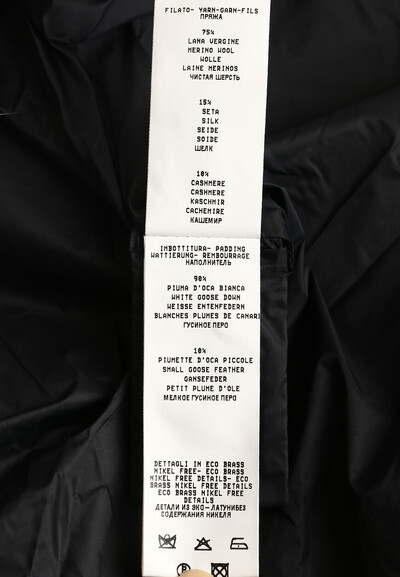 FILATO- YARN-GARN-FILS
ПРЯЖА
75%
LANA VERGINE
MERINO WOOL
WOLLE
LAINE MERINOS
ЧИСТАЯ ШЕРСТЬ
15%
SETA
SILK
SEIDE
SOIDE
ШЕЛК
10%
CASHMERE
CASHMERE
KASCHMIR
CACHEMIRE
КАШЕМИР
IMBOTTITURA- PADDING
WATTIERUNG- REMBOURRAGE
НАПОЛНИТЕЛЬ
90%
PIUMA D'OCA BIANCA
WHITE GOOSE DOWN
WEISSE ENTENFEDERN
BLANCHES PLUMES DE CANARI
ГУСИНОЕ ПЕРО
10%
PIUMETTE D'OCA PICCOLE
SMALL GOOSE FEATHER
GANSEFEDER
PETIT PLUME D'OLE
МЕЛКОЕ ГУСИНОЕ ПЕРО
DETTAGLI IN ECO BRASS
NIKEL FREE- ECO BRASS
NIKEL FREE DETAILS- ECO
BRASS NIKEL FREE DETAILS
ECO BRASS NIKEL FREE
DETAILS
ДЕТАЛИ ИЗ ЭКО-ЛАТУНИБЕЗ
СОДЕРЖАНИЯ НИКЕЛЯ